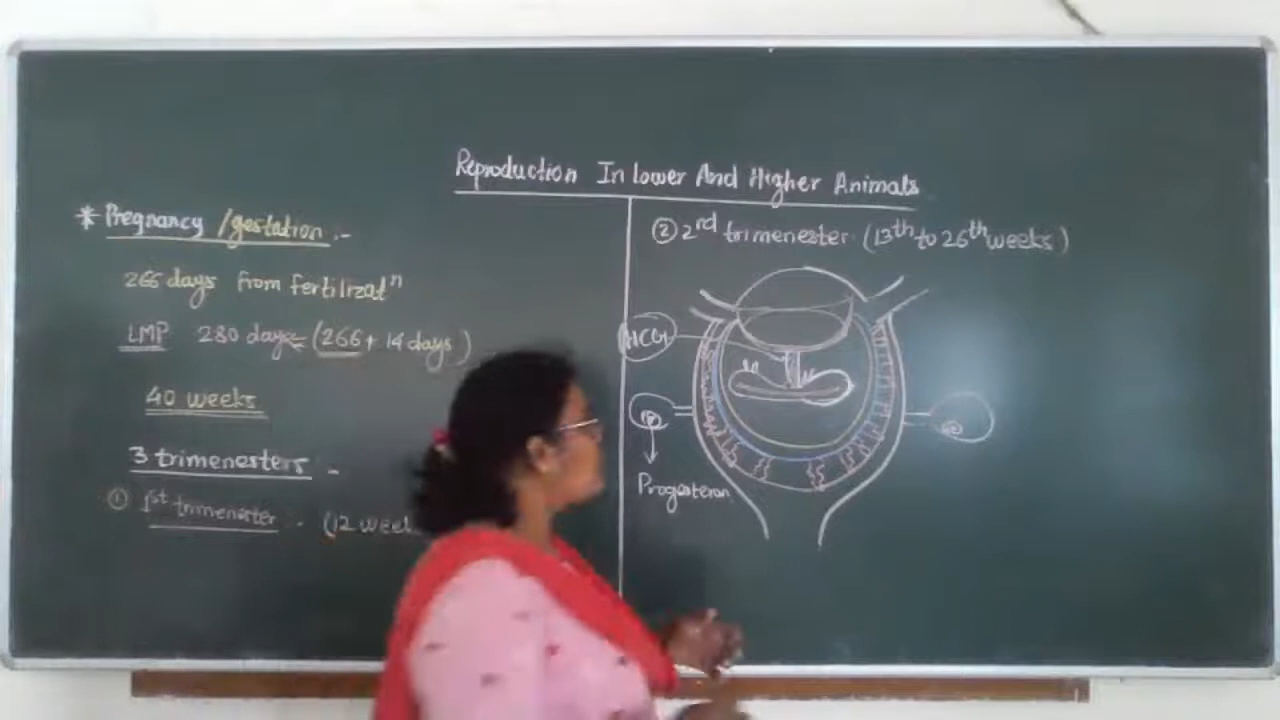 Reproduction In Lower And Higher Animals
* Pregnancy /gestation :-
266 days from fertilizatⁿ
LMP 280 days = (266 + 14 days)
40 weeks
3 trimenesters -
① 1st trimenester - (12 week
② 2nd trimenester (13th to 26th weeks)
HCG
Progesteron